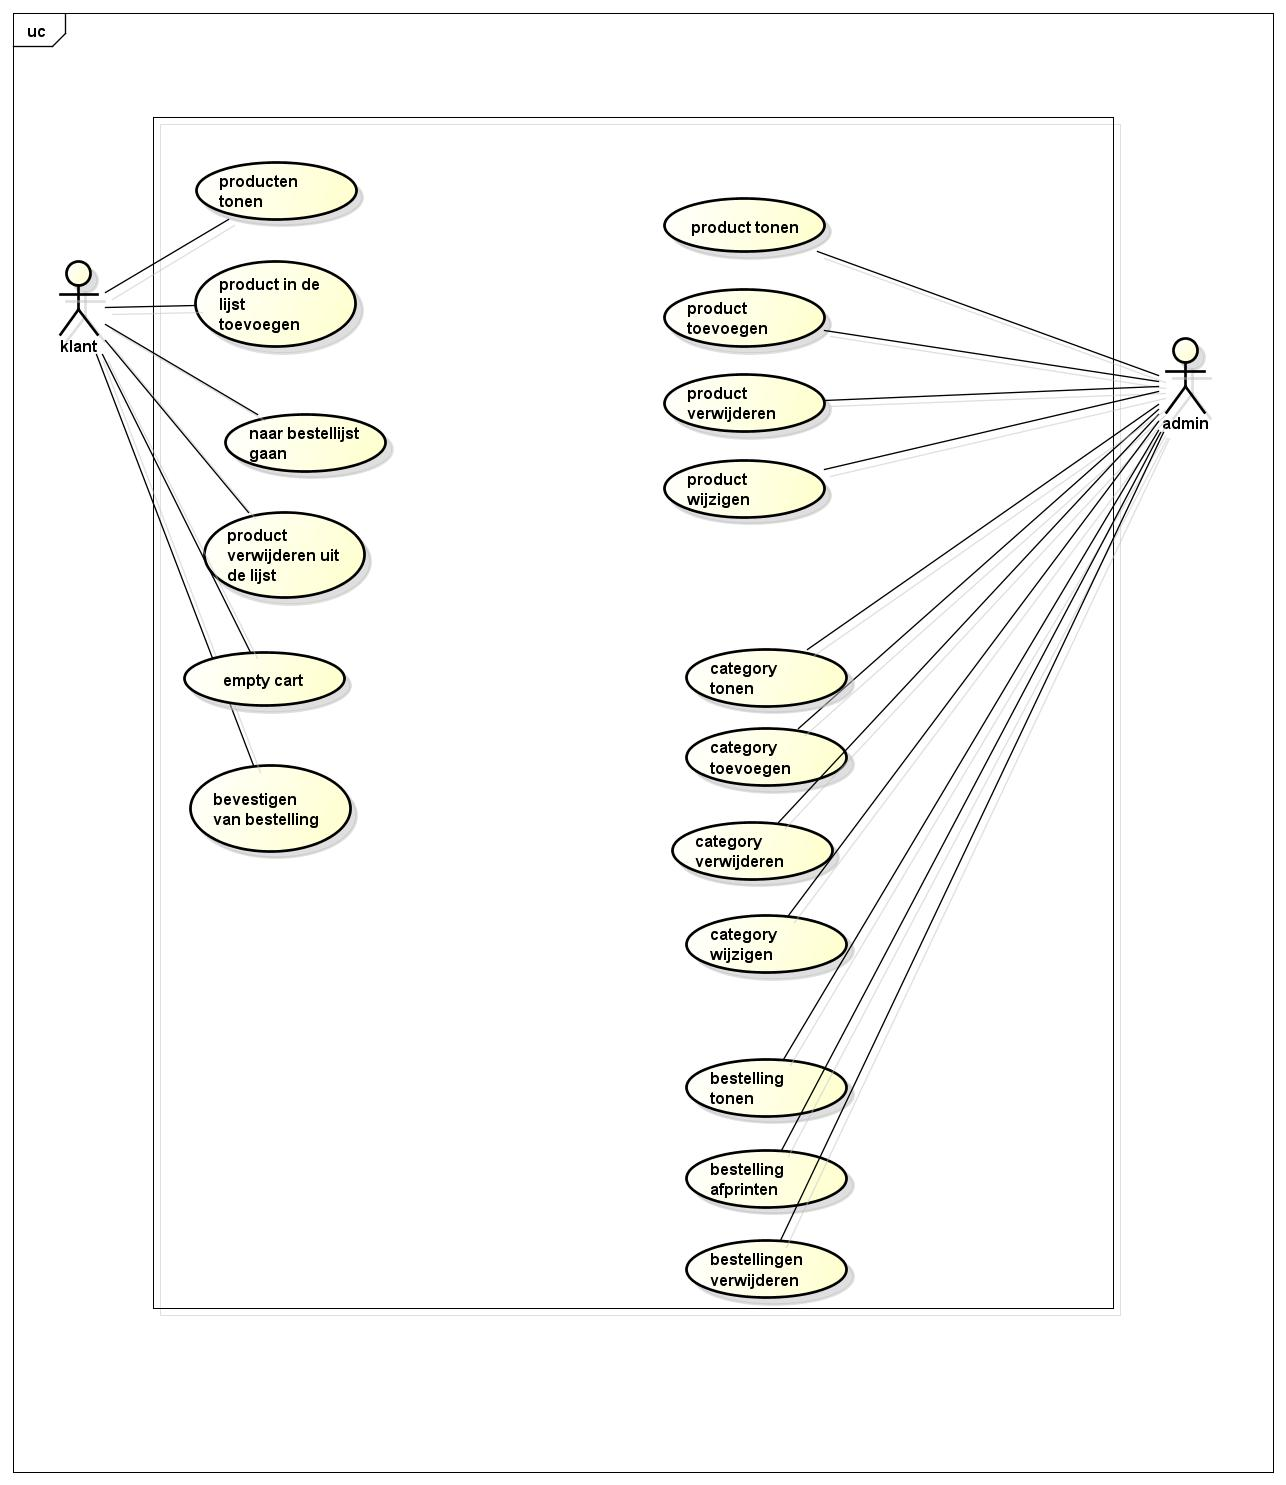 uc
klant
producten
tonen
product in de
lijst
toevoegen
naar bestellijst
gaan
product
verwijderen uit
de lijst
empty cart
bevestigen
van bestelling
product tonen
product
toevoegen
product
verwijderen
product
wijzigen
category
tonen
category
toevoegen
category
verwijderen
category
wijzigen
bestelling
tonen
bestelling
afprinten
bestellingen
verwijderen
admin